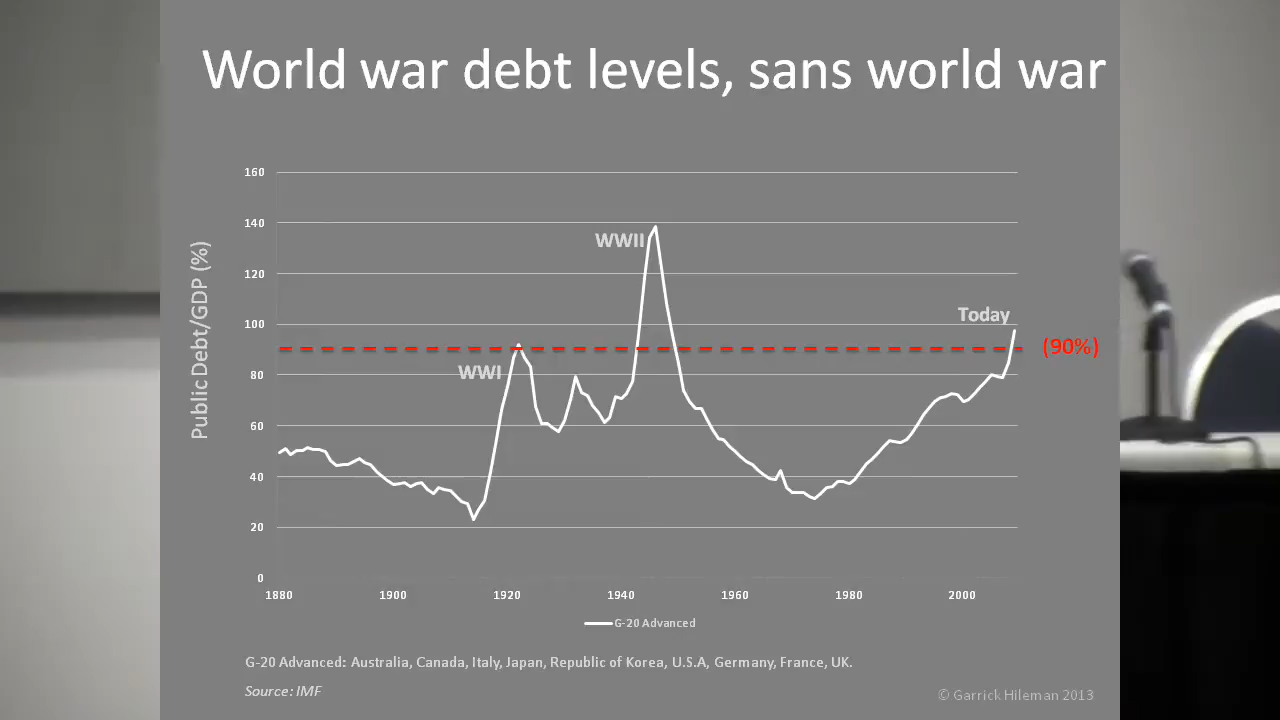 World war debt levels, sans world war
160
140
120
100
80
60
40
20
0
Public Debt/GDP (%)
WWI
WWII
Today
(90%)
1880 1900 1920 1940 1960 1980 2000
G-20 Advanced
G-20 Advanced: Australia, Canada, Italy, Japan, Republic of Korea, U.S.A, Germany, France, UK.
Source: IMF
© Garrick Hileman 2013